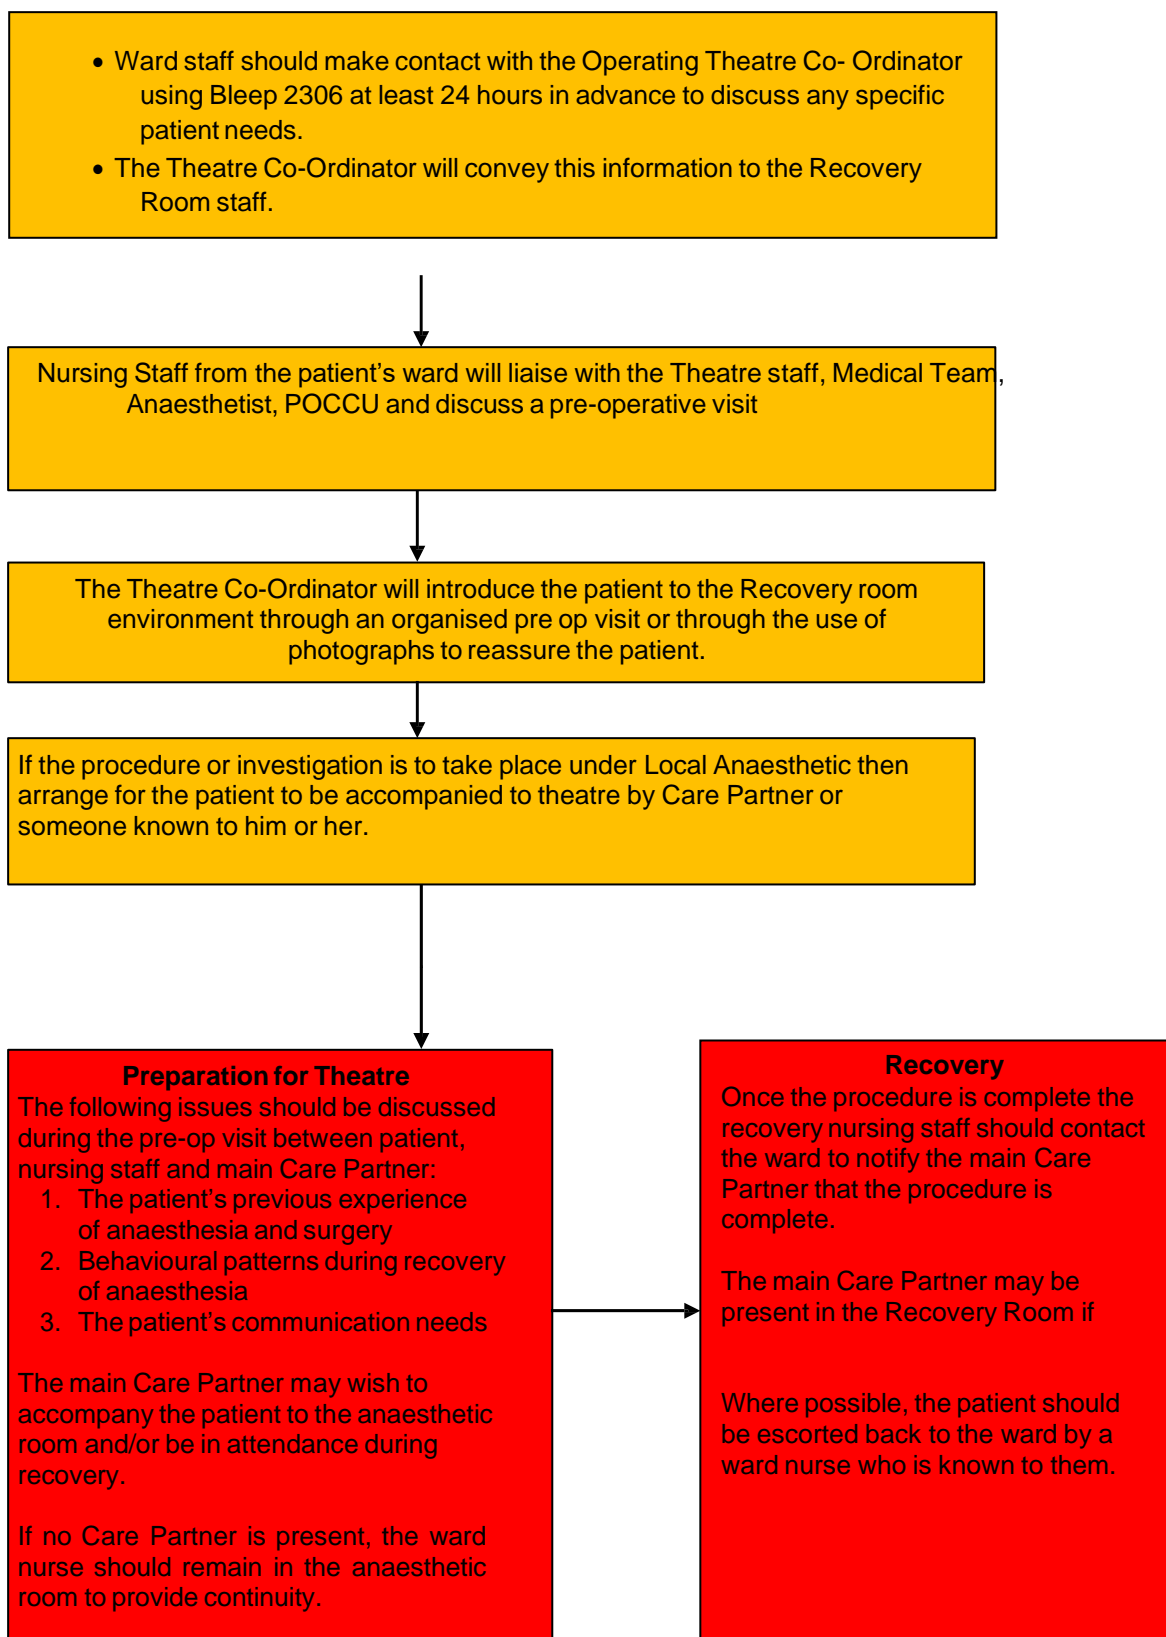 • Ward staff should make contact with the Operating Theatre Co- Ordinator
using Bleep 2306 at least 24 hours in advance to discuss any specific
patient needs.
• The Theatre Co-Ordinator will convey this information to the Recovery
Room staff.
Nursing Staff from the patient’s ward will liaise with the Theatre staff, Medical Team,
Anaesthetist, POCCU and discuss a pre-operative visit
The Theatre Co-Ordinator will introduce the patient to the Recovery room
environment through an organised pre op visit or through the use of
photographs to reassure the patient.
If the procedure or investigation is to take place under Local Anaesthetic then
arrange for the patient to be accompanied to theatre by Care Partner or
someone known to him or her.
Preparation for Theatre
The following issues should be discussed
during the pre-op visit between patient,
nursing staff and main Care Partner:
1. The patient’s previous experience
of anaesthesia and surgery
2. Behavioural patterns during recovery
of anaesthesia
3. The patient’s communication needs
The main Care Partner may wish to
accompany the patient to the anaesthetic
room and/or be in attendance during
recovery.
If no Care Partner is present, the ward
nurse should remain in the anaesthetic
room to provide continuity.
Recovery
Once the procedure is complete the
recovery nursing staff should contact
the ward to notify the main Care
Partner that the procedure is
complete.
The main Care Partner may be
present in the Recovery Room if
Where possible, the patient should
be escorted back to the ward by a
ward nurse who is known to them.